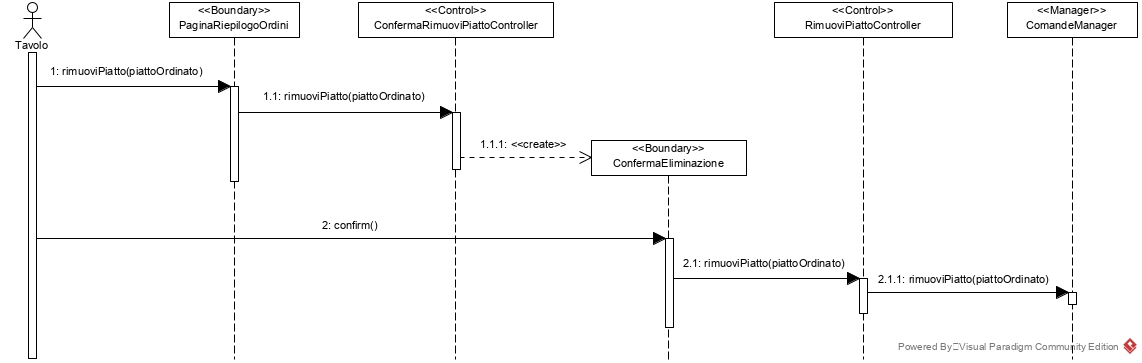 <<Boundary>>
PaginaRiepilogoOrdini
<<Control>>
ConfermaRimuoviPiattoController
<<Control>>
RimuoviPiattoController
<<Manager>>
ComandeManager
Tavolo
1: rimuoviPiatto(piattoOrdinato)
1.1: rimuoviPiatto(piattoOrdinato)
1.1.1: <<create>>
<<Boundary>>
ConfermaEliminazione
2: confirm()
2.1: rimuoviPiatto(piattoOrdinato)
2.1.1: rimuoviPiatto(piattoOrdinato)
Powered By Visual Paradigm Community Edition